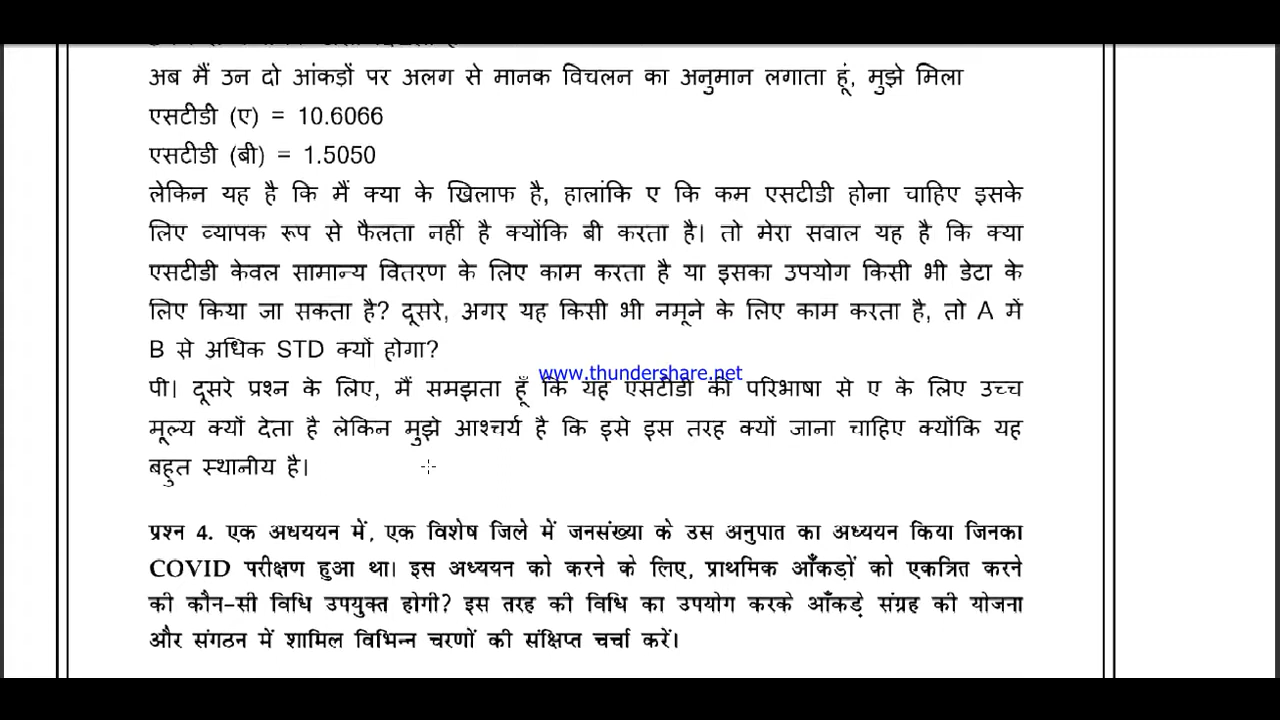 अब मैं उन दो आंकड़ों पर अलग से मानक विचलन का अनुमान लगाता हूं, मुझे मिला
एसटीडी (ए) = 10.6066
एसटीडी (बी) = 1.5050
लेकिन यह है कि मैं क्या के खिलाफ है, हालांकि ए कि कम एसटीडी होना चाहिए इसके
लिए व्यापक रूप से फैलता नहीं है क्योंकि बी करता है। तो मेरा सवाल यह है कि क्या
एसटीडी केवल सामान्य वितरण के लिए काम करता है या इसका उपयोग किसी भी डेटा के
लिए किया जा सकता है? दूसरे, अगर यह किसी भी नमूने के लिए काम करता है, तो A में
B से अधिक STD क्यों होगा?
www.thundershare.net
पी। दूसरे प्रश्न के लिए, मैं समझता हूँ कि यह एसटीडी की परिभाषा से ए के लिए उच्च
मूल्य क्यों देता है लेकिन मुझे आश्चर्य है कि इसे इस तरह क्यों जाना चाहिए क्योंकि यह
बहुत स्थानीय है।
प्रश्न 4. एक अधययन में, एक विशेष जिले में जनसंख्या के उस अनुपात का अध्ययन किया जिनका
COVID परीक्षण हुआ था। इस अध्ययन को करने के लिए, प्राथमिक आँकड़ों को एकत्रित करने
की कौन-सी विधि उपयुक्त होगी? इस तरह की विधि का उपयोग करके आँकड़े संग्रह की योजना
और संगठन में शामिल विभिन्न चरणों की संक्षिप्त चर्चा करें।